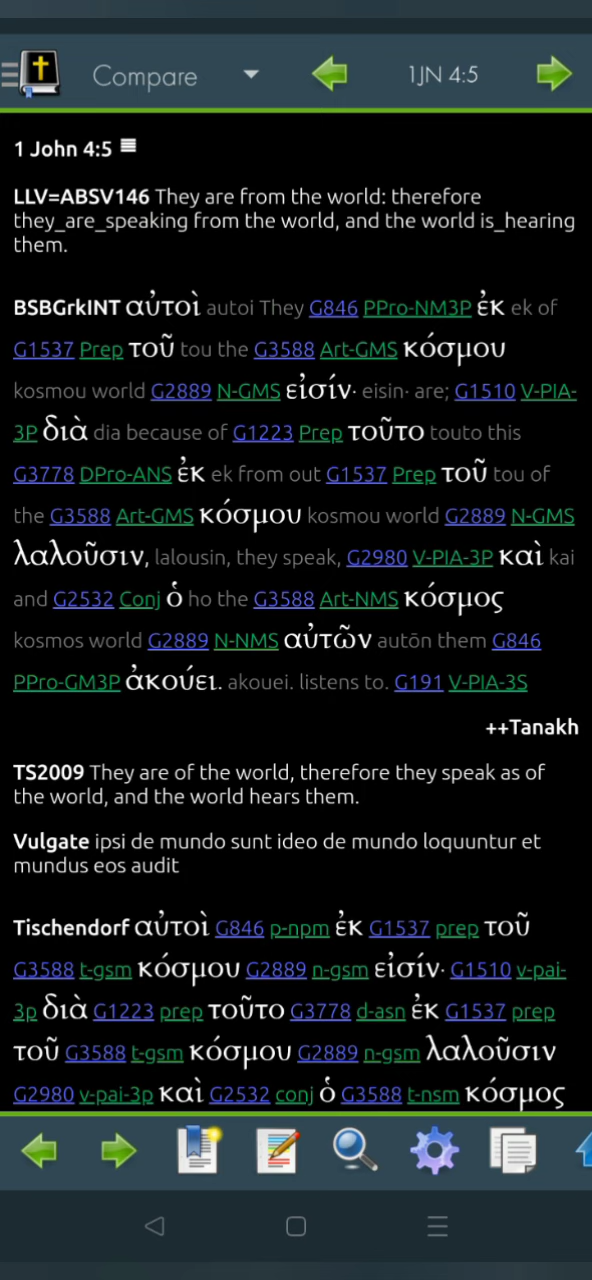 Compare
1JN 4:5
1 John 4:5
LLV=ABSV146 They are from the world: therefore
they_are_speaking from the world, and the world is_hearing
them.
BSBGrkINT αὐτοὶ autoi They G846 PPro-NM3P ἐκ ek of
G1537 Prep τοῦ tou the G3588 Art-GMS κόσμου
kosmou world G2889 N-GMS εἰσίν· eisin· are; G1510 V-PIA-
3P διὰ dia because of G1223 Prep τοῦτο touto this
G3778 DPro-ANS ἐκ ek from out G1537 Prep τοῦ tou of
the G3588 Art-GMS κόσμου kosmou world G2889 N-GMS
λαλοῦσιν, lalousin, they speak, G2980 V-PIA-3P καὶ kai
and G2532 Conj ὁ ho the G3588 Art-NMS κόσμος
kosmos world G2889 N-NMS αὐτῶν autōn them G846
PPro-GM3P ἀκούει. akouei. listens to. G191 V-PIA-3S
++Tanakh
TS2009 They are of the world, therefore they speak as of
the world, and the world hears them.
Vulgate ipsi de mundo sunt ideo de mundo loquuntur et
mundus eos audit
Tischendorf αὐτοὶ G846 p-npm ἐκ G1537 prep τοῦ
G3588 t-gsm κόσμου G2889 n-gsm εἰσίν· G1510 v-pai-
3p διὰ G1223 prep τοῦτο G3778 d-asn ἐκ G1537 prep
τοῦ G3588 t-gsm κόσμου G2889 n-gsm λαλοῦσιν
G2980 v-pai-3p καὶ G2532 conj ὁ G3588 t-nsm κόσμος